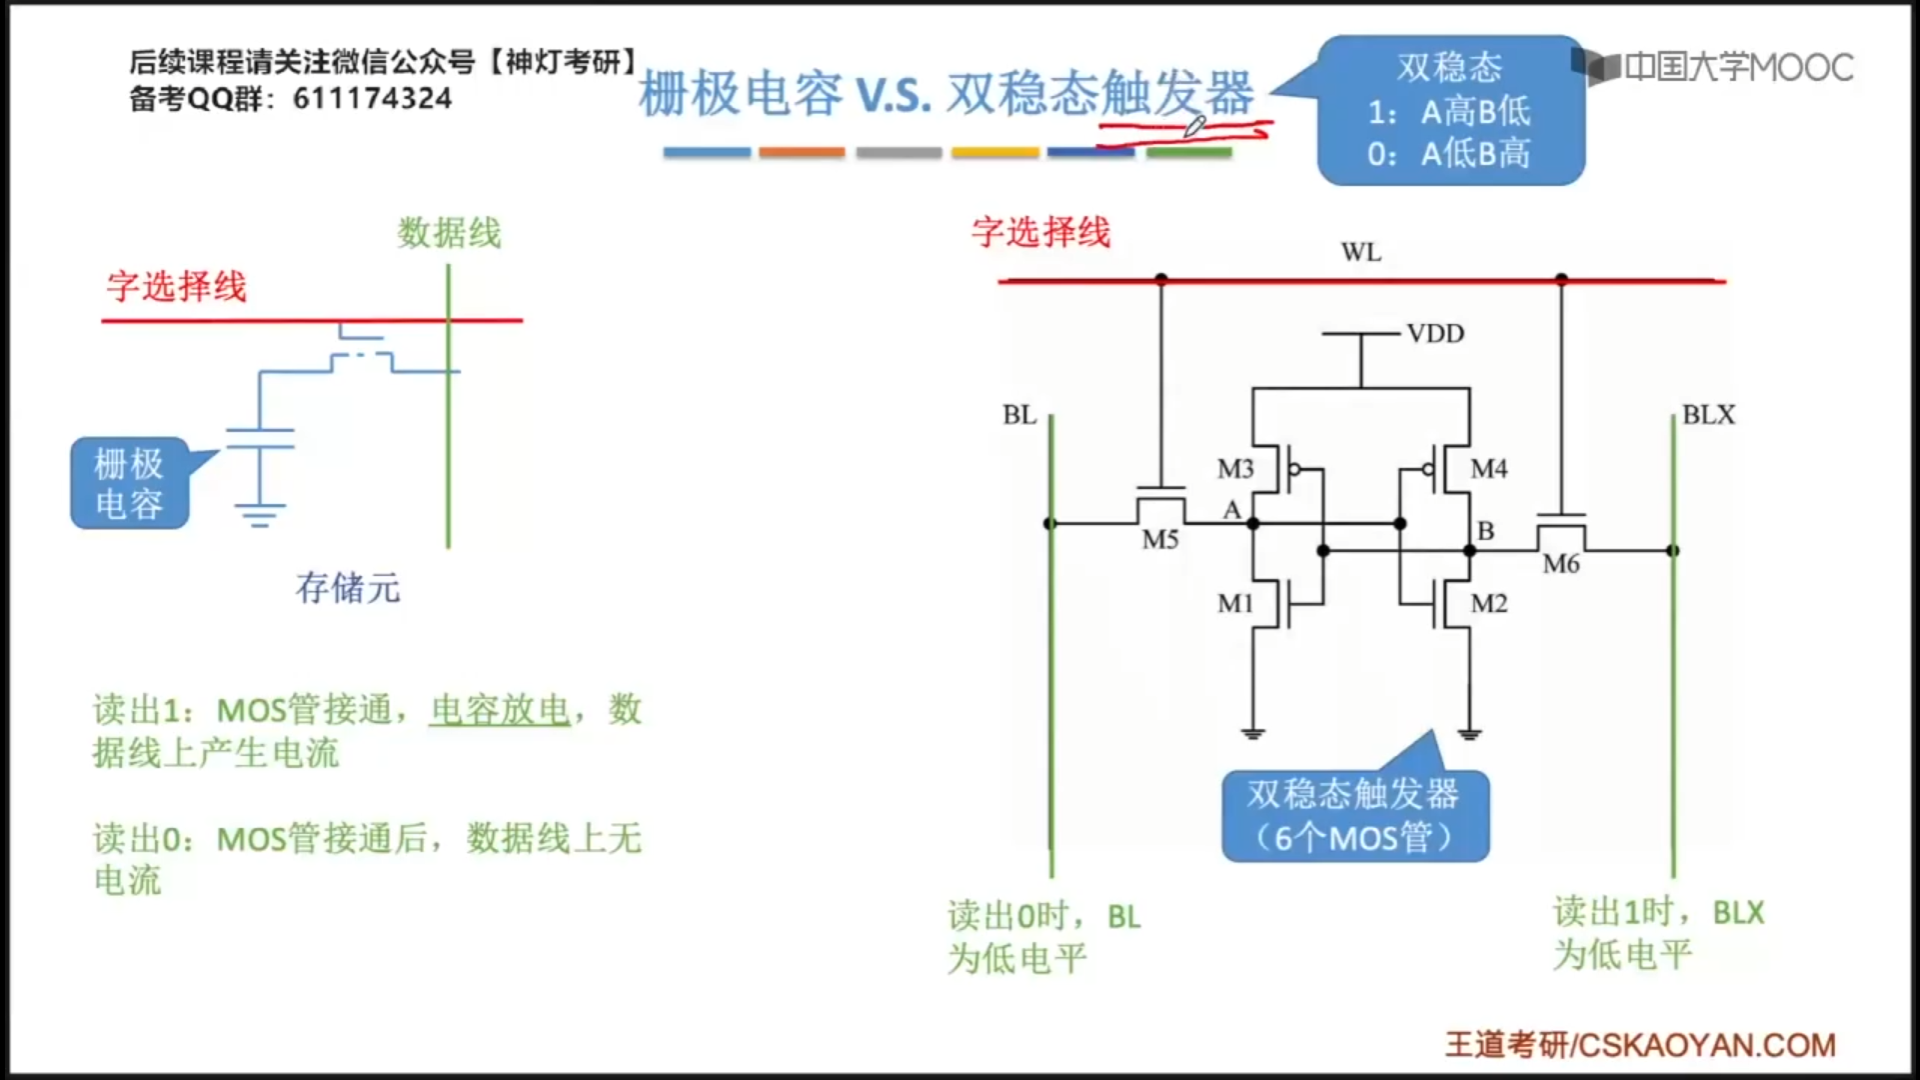 后续课程请关注微信公众号【神灯考研】
备考QQ群：611174324
栅极电容 V.S. 双稳态触发器
双稳态
1：A高B低
0：A低B高
中国大学MOOC
数据线
字选择线
栅极
电容
存储元
读出1：MOS管接通，电容放电，数
据线上产生电流
读出0：MOS管接通后，数据线上无
电流
字选择线
WL
VDD
BL
BLX
M3
M4
A
B
M5
M6
M1
M2
双稳态触发器
（6个MOS管）
读出0时，BL
为低电平
读出1时，BLX
为低电平
王道考研/CSKAOYAN.COM